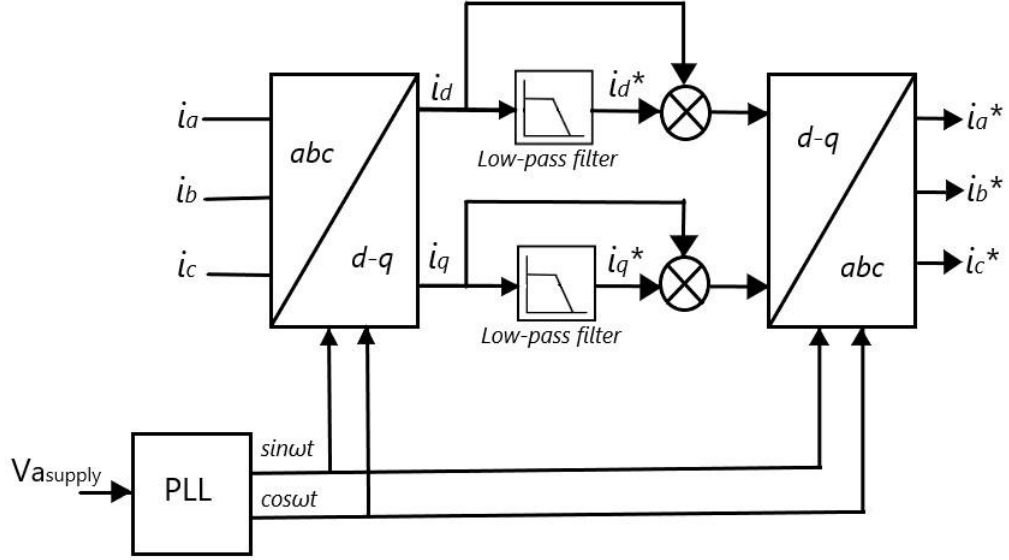 id
id*
ia
abc
Low-pass filter
d-q
ia*
ib
ib*
ic
d-q
iq
iq*
abc
ic*
Low-pass filter
sinωt
Vasupply
PLL
cosωt